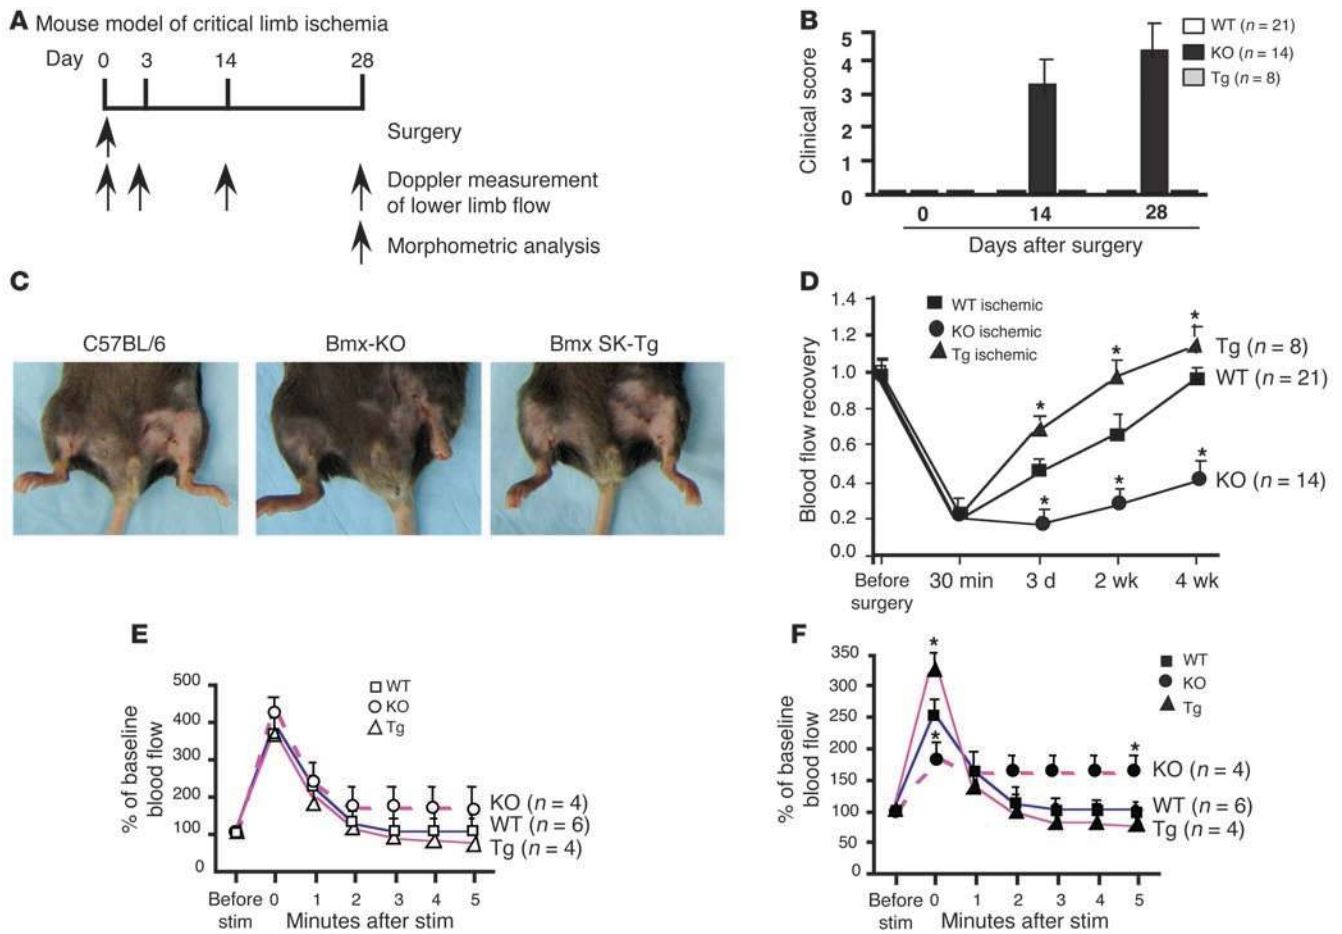 A Mouse model of critical limb ischemia
Day 0 3 14 28
Surgery
Doppler measurement
of lower limb flow
Morphometric analysis
B
Clinical score
5
4
3
2
1
0
WT (n = 21)
KO (n = 14)
Tg (n = 8)
0 14 28
Days after surgery
C
C57BL/6 Bmx-KO Bmx SK-Tg
D
Blood flow recovery
1.4
1.2
1.0
0.8
0.6
0.4
0.2
0.0
WT ischemic
KO ischemic
Tg ischemic
* * * *
Tg (n = 8)
WT (n = 21)
* * *
KO (n = 14)
Before
surgery
30 min 3 d 2 wk 4 wk
E
% of baseline
blood flow
500
400
300
200
100
0
WT
KO
Tg
KO (n = 4)
WT (n = 6)
Tg (n = 4)
Before
stim
0 1 2 3 4 5
Minutes after stim
F
% of baseline
blood flow
350
300
250
200
150
100
50
0
WT
KO
Tg
* * *
KO (n = 4)
WT (n = 6)
Tg (n = 4)
Before
stim
0 1 2 3 4 5
Minutes after stim